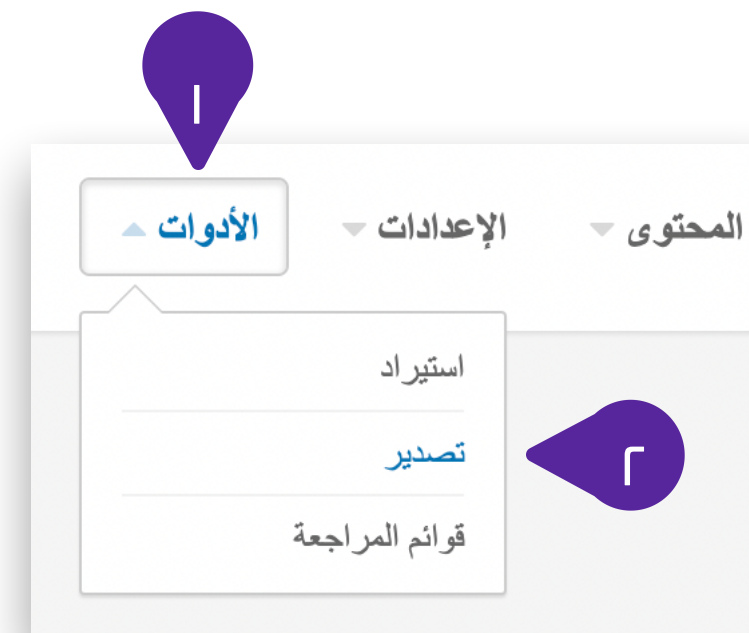 ١
المحتوى الإعدادات الأدوات
استيراد
تصدير
٢
قوائم المراجعة